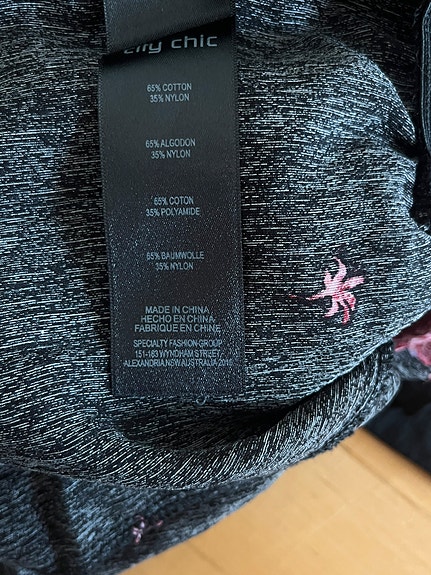 city chic
65% COTTON
35% NYLON
65% ALGODON
35% NYLON
65% COTON
35% POLYAMIDE
65% BAUMWOLLE
35% NYLON
MADE IN CHINA
HECHO EN CHINA
FABRIQUE EN CHINE
SPECIALTY FASHION GROUP
151-163 WYNDHAM STREET,
ALEXANDRIA,NSW AUSTRALIA 2015